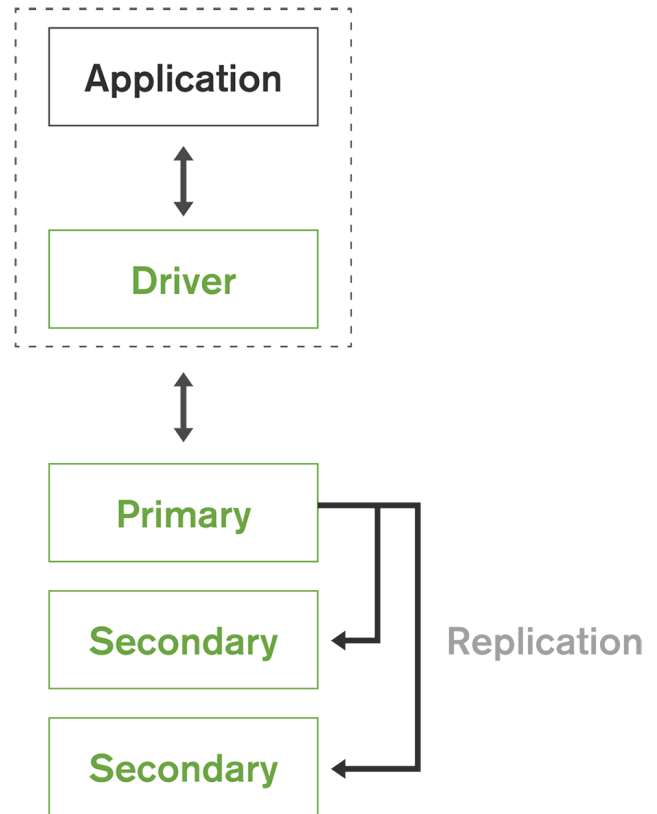 Application
Driver
Primary
Secondary
Replication
Secondary